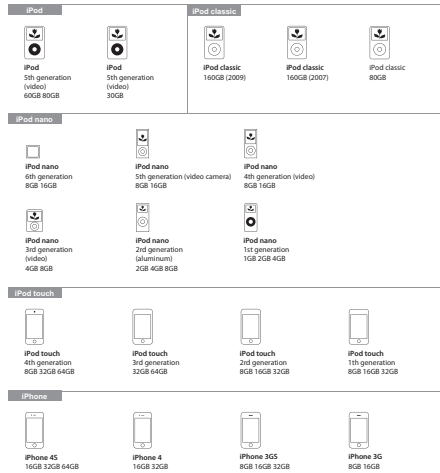 iPod
iPod
5th generation
(video)
60GB 80GB
iPod
5th generation
(video)
30GB
iPod classic
iPod classic
160GB (2009)
iPod classic
160GB (2007)
iPod classic
80GB
iPod nano
iPod nano
6th generation
8GB 16GB
iPod nano
5th generation (video camera)
8GB 16GB
iPod nano
4th generation (video)
8GB 16GB
iPod nano
3rd generation
(video)
4GB 8GB
iPod nano
2rd generation
(aluminum)
2GB 4GB 8GB
iPod nano
1st generation
1GB 2GB 4GB
iPod touch
iPod touch
4th generation
8GB 32GB 64GB
iPod touch
3rd generation
32GB 64GB
iPod touch
2rd generation
8GB 16GB 32GB
iPod touch
1th generation
8GB 16GB 32GB
iPhone
iPhone 4S
16GB 32GB 64GB
iPhone 4
16GB 32GB
iPhone 3GS
8GB 16GB 32GB
iPhone 3G
8GB 16GB